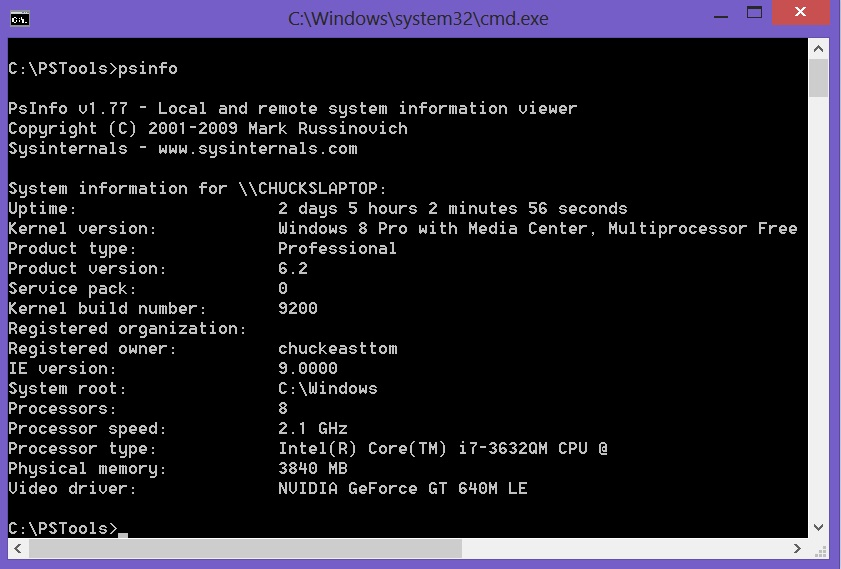 C:\Windows\system32\cmd.exe
C:\PSTools>psinfo
PsInfo v1.77 - Local and remote system information viewer
Copyright (C) 2001-2009 Mark Russinovich
Sysinternals - www.sysinternals.com
System information for \\CHUCKSLAPTOP:
Uptime: 2 days 5 hours 2 minutes 56 seconds
Kernel version: Windows 8 Pro with Media Center, Multiprocessor Free
Product type: Professional
Product version: 6.2
Service pack: 0
Kernel build number: 9200
Registered organization:
Registered owner: chuckeasttom
IE version: 9.0000
System root: C:\Windows
Processors: 8
Processor speed: 2.1 GHz
Processor type: Intel(R) Core(TM) i7-3632QM CPU @
Physical memory: 3840 MB
Video driver: NVIDIA GeForce GT 640M LE
C:\PSTools>_